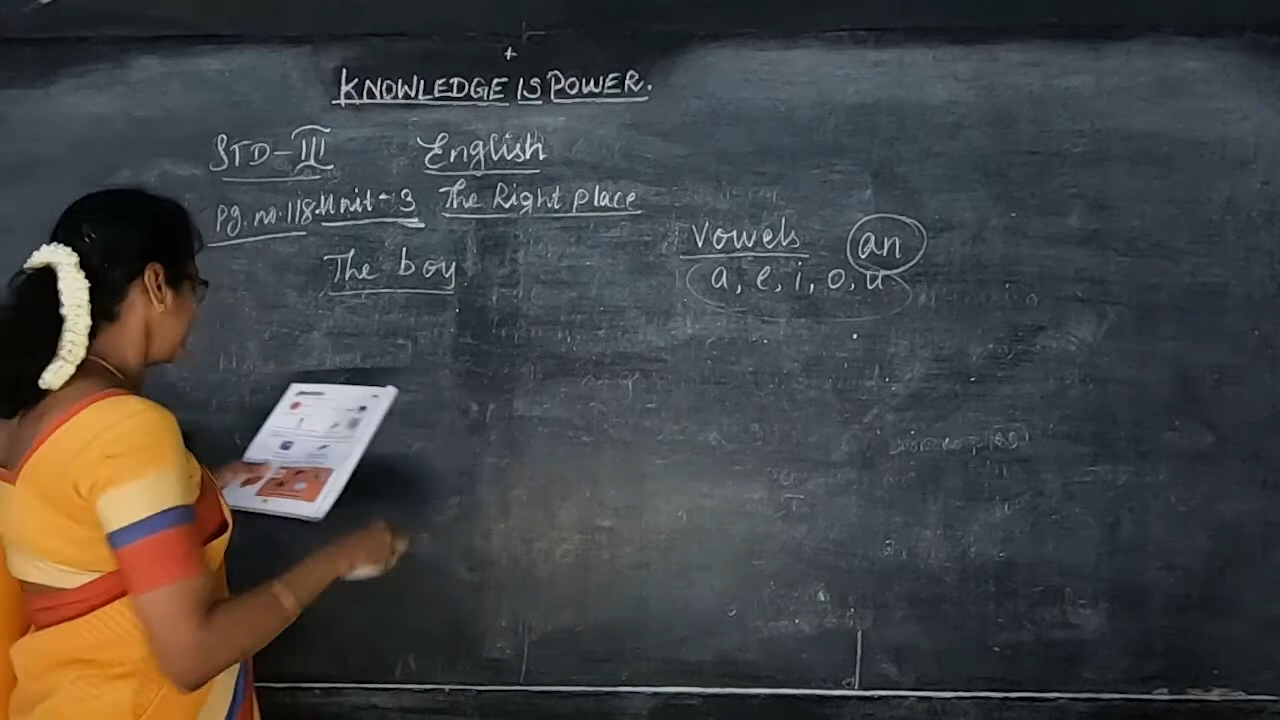 KNOWLEDGE IS POWER.
STD-III English
Pg.no.118 Unit-3 The Right place
The boy
Vowels an
a, e, i, o, u